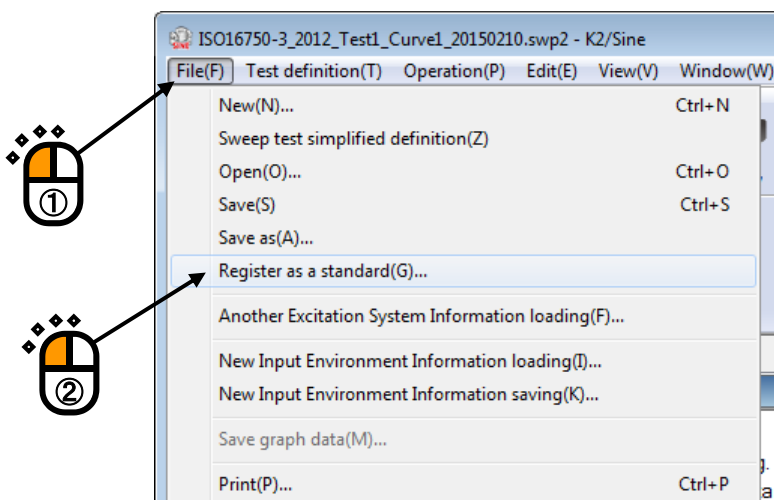 ISO16750-3_2012_Test1_Curve1_20150210.swp2 - K2/Sine
File(F) Test definition(T) Operation(P) Edit(E) View(V) Window(W)
New(N)... Ctrl+N
Sweep test simplified definition(Z)
Open(O)... Ctrl+O
①
Save(S) Ctrl+S
Save as(A)...
Register as a standard(G)...
Another Excitation System Information loading(F)...
New Input Environment Information loading(I)...
②
New Input Environment Information saving(K)...
Save graph data(M)...
Print(P)... Ctrl+P